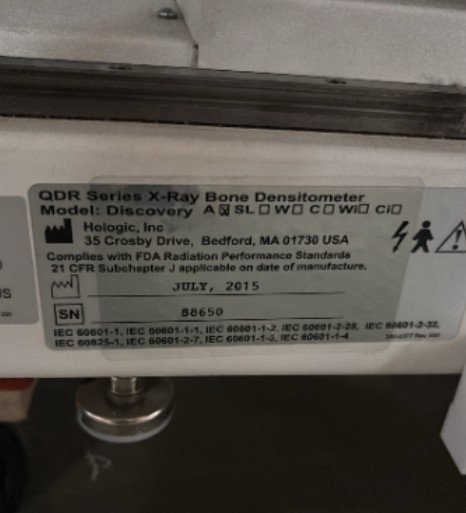 QDR Series X-Ray Bone Densitometer
Model: Discovery A ☒ SL ☐ W ☐ C ☐ Wi ☐ Ci ☐
Hologic, Inc
35 Crosby Drive, Bedford, MA 01730 USA
Complies with FDA Radiation Performance Standards
21 CFR Subchapter J applicable on date of manufacture.
JULY, 2015
SN 88650
IEC 60601-1, IEC 60601-1-1, IEC 60601-1-2, IEC 60601-2-28, IEC 60601-2-32,
IEC 60825-1, IEC 60601-2-7, IEC 60601-1-3, IEC 60601-1-4
US